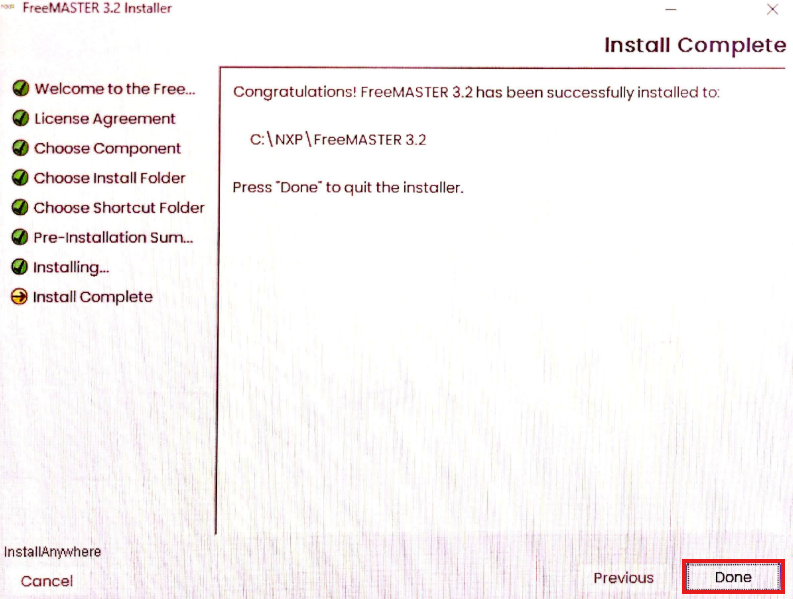 FreeMASTER 3.2 Installer
Install Complete
Welcome to the Free...
License Agreement
Choose Component
Choose Install Folder
Choose Shortcut Folder
Pre-Installation Sum...
Installing...
Install Complete
Congratulations! FreeMASTER 3.2 has been successfully installed to:
C:\NXP\FreeMASTER 3.2
Press "Done" to quit the installer.
InstallAnywhere
Cancel
Previous
Done